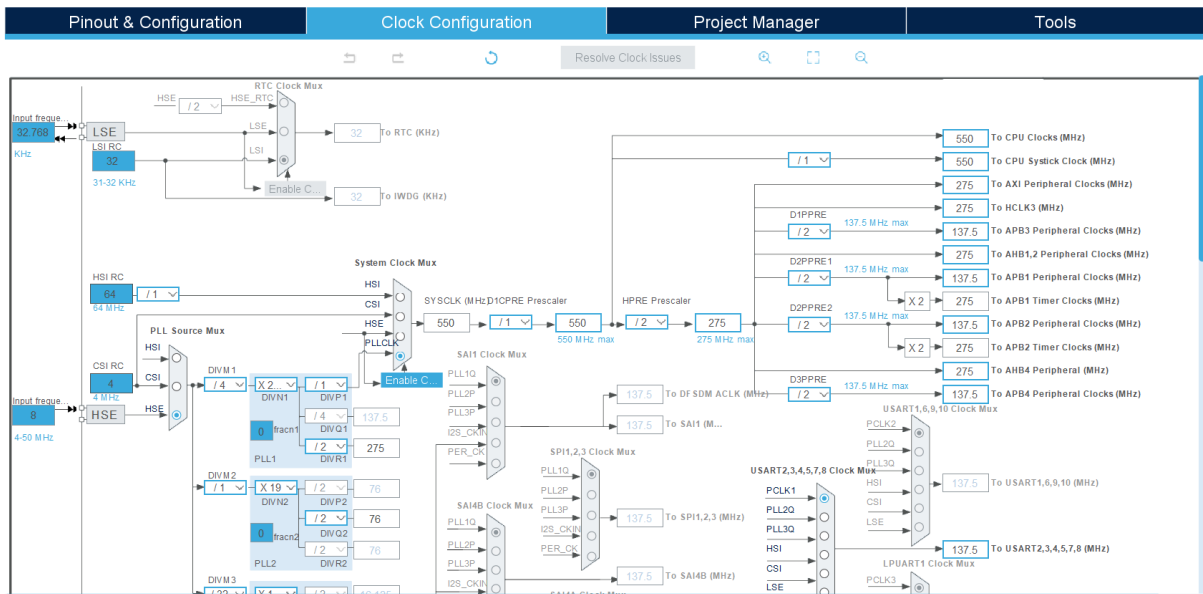 Pinout & Configuration
Clock Configuration
Project Manager
Tools
Resolve Clock Issues
RTC Clock Mux
HSE
/ 2
HSE_RTC
Input freque...
32.768
KHz
LSE
LSE
32
To RTC (KHz)
LSI RC
32
31-32 KHz
LSI
Enable C...
32
To IWDG (KHz)
550
To CPU Clocks (MHz)
/ 1
550
To CPU Systick Clock (MHz)
275
To AXI Peripheral Clocks (MHz)
275
To HCLK3 (MHz)
D1PPRE
/ 2
137.5 MHz max
137.5
To APB3 Peripheral Clocks (MHz)
275
To AHB1,2 Peripheral Clocks (MHz)
D2PPRE1
/ 2
137.5 MHz max
137.5
To APB1 Peripheral Clocks (MHz)
X 2
275
To APB1 Timer Clocks (MHz)
D2PPRE2
/ 2
137.5 MHz max
137.5
To APB2 Peripheral Clocks (MHz)
X 2
275
To APB2 Timer Clocks (MHz)
275
To AHB4 Peripheral Clocks (MHz)
D3PPRE
/ 2
137.5 MHz max
137.5
To APB4 Peripheral Clocks (MHz)
System Clock Mux
HSI RC
64
64 MHz
/ 1
HSI
CSI
HSE
PLLCLK
Enable C...
SYSCLK (MHz)
550
D1CPRE Prescaler
/ 1
550
550 MHz max
HPRE Prescaler
/ 2
275
275 MHz max
PLL Source Mux
HSI
CSI
HSE
CSI RC
4
4 MHz
Input freque...
8
4-50 MHz
HSE
DIVM1
/ 4
X 2...
DIVN1
/ 1
DIVP1
/ 4
137.5
DIVQ1
0
fracn1
/ 2
275
PLL1
DIVR1
DIVM2
/ 1
X 19
DIVN2
/ 2
76
DIVP2
/ 2
76
DIVQ2
0
fracn2
/ 2
76
PLL2
DIVR2
DIVM3
SAI1 Clock Mux
PLL1Q
PLL2P
PLL3P
I2S_CKIN
PER_CK
137.5
To DFSDM ACLK (MHz)
137.5
To SAI1 (M...
SPI1,2,3 Clock Mux
PLL1Q
PLL2P
PLL3P
I2S_CKIN
PER_CK
137.5
To SPI1,2,3 (MHz)
SAI4B Clock Mux
PLL1Q
PLL2P
PLL3P
I2S_CKIN
137.5
To SAI4B (MHz)
USART1,6,9,10 Clock Mux
PCLK2
PLL2Q
PLL3Q
HSI
CSI
LSE
137.5
To USART1,6,9,10 (MHz)
USART2,3,4,5,7,8 Clock Mux
PCLK1
PLL2Q
PLL3Q
HSI
CSI
LSE
137.5
To USART2,3,4,5,7,8 (MHz)
LPUART1 Clock Mux
PCLK3